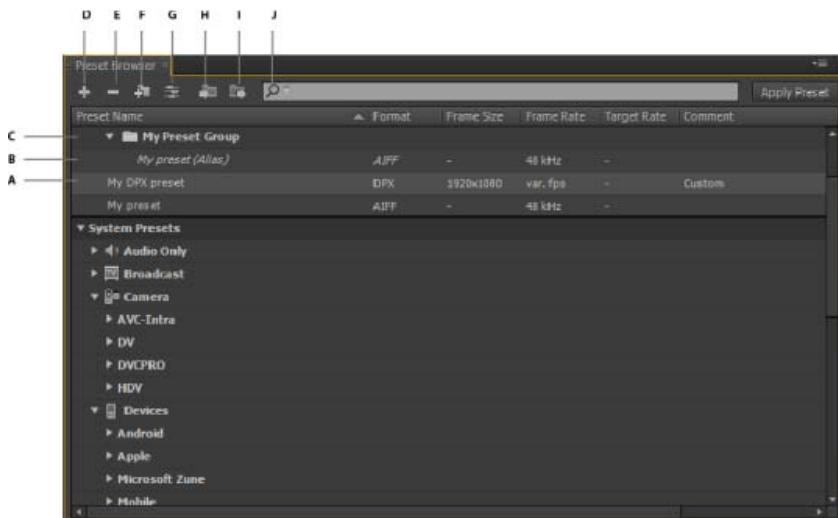 D E F G H I J
Preset Browser
Apply Preset
Preset Name Format Frame Size Frame Rate Target Rate Comment
C My Preset Group
B My preset (Alias) AIFF - 48 kHz -
A My DPX preset DPX 1920x1080 var. fps - Custom
My preset AIFF - 48 kHz -
System Presets
Audio Only
TV Broadcast
Camera
AVC-Intra
DV
DVCPRO
HDV
Devices
Android
Apple
Microsoft Zune
Mobile